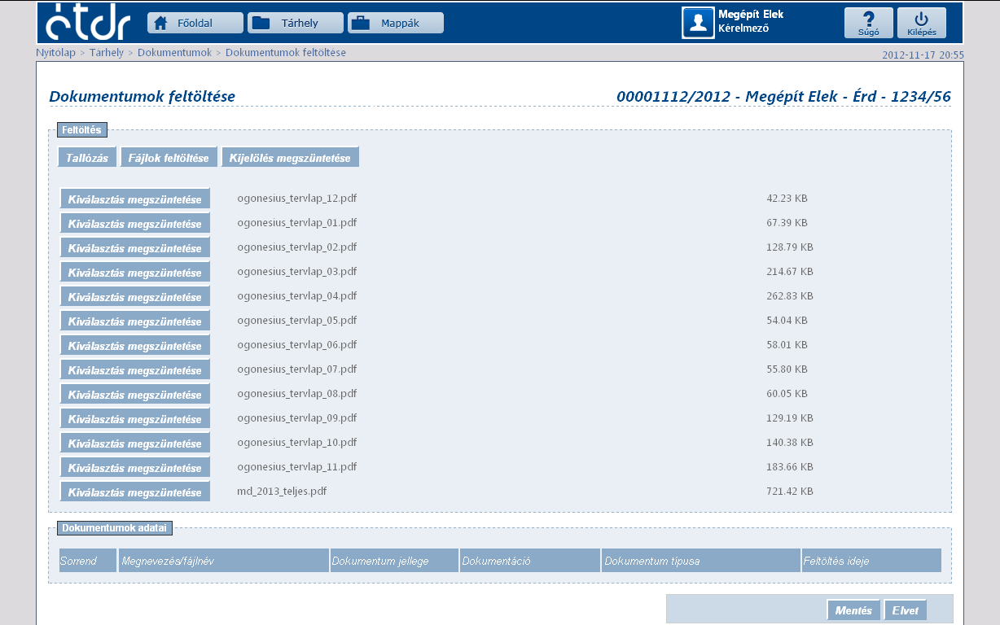 étdr
Főoldal
Tárhely
Mappák
Megépít Elek
Kérelmező
?
Súgó
Kilépés
Nyitólap > Tárhely > Dokumentumok > Dokumentumok feltöltése
2012-11-17 20:55
Dokumentumok feltöltése
00001112/2012 - Megépít Elek - Érd - 1234/56
Feltöltés
Tallózás Fájlok feltöltése Kijelölés megszüntetése
Kiválasztás megszüntetése ogonesius_tervlap_12.pdf 42.23 KB
Kiválasztás megszüntetése ogonesius_tervlap_01.pdf 67.39 KB
Kiválasztás megszüntetése ogonesius_tervlap_02.pdf 128.79 KB
Kiválasztás megszüntetése ogonesius_tervlap_03.pdf 214.67 KB
Kiválasztás megszüntetése ogonesius_tervlap_04.pdf 262.83 KB
Kiválasztás megszüntetése ogonesius_tervlap_05.pdf 54.04 KB
Kiválasztás megszüntetése ogonesius_tervlap_06.pdf 58.01 KB
Kiválasztás megszüntetése ogonesius_tervlap_07.pdf 55.80 KB
Kiválasztás megszüntetése ogonesius_tervlap_08.pdf 60.05 KB
Kiválasztás megszüntetése ogonesius_tervlap_09.pdf 129.19 KB
Kiválasztás megszüntetése ogonesius_tervlap_10.pdf 140.38 KB
Kiválasztás megszüntetése ogonesius_tervlap_11.pdf 183.66 KB
Kiválasztás megszüntetése md_2013_teljes.pdf 721.42 KB
Dokumentumok adatai
Sorrend Megnevezés/fájlnév Dokumentum jellege Dokumentáció Dokumentum típusa Feltöltés ideje
Mentés Elvet